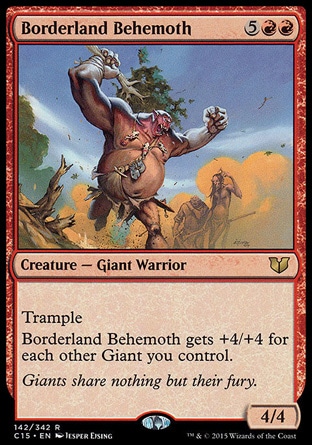 Borderland Behemoth 5
Creature — Giant Warrior
Trample
Borderland Behemoth gets +4/+4 for
each other Giant you control.
Giants share nothing but their fury.
4/4
142/342 R
C15 • EN Jesper Ejsing
™ & © 2015 Wizards of the Coast